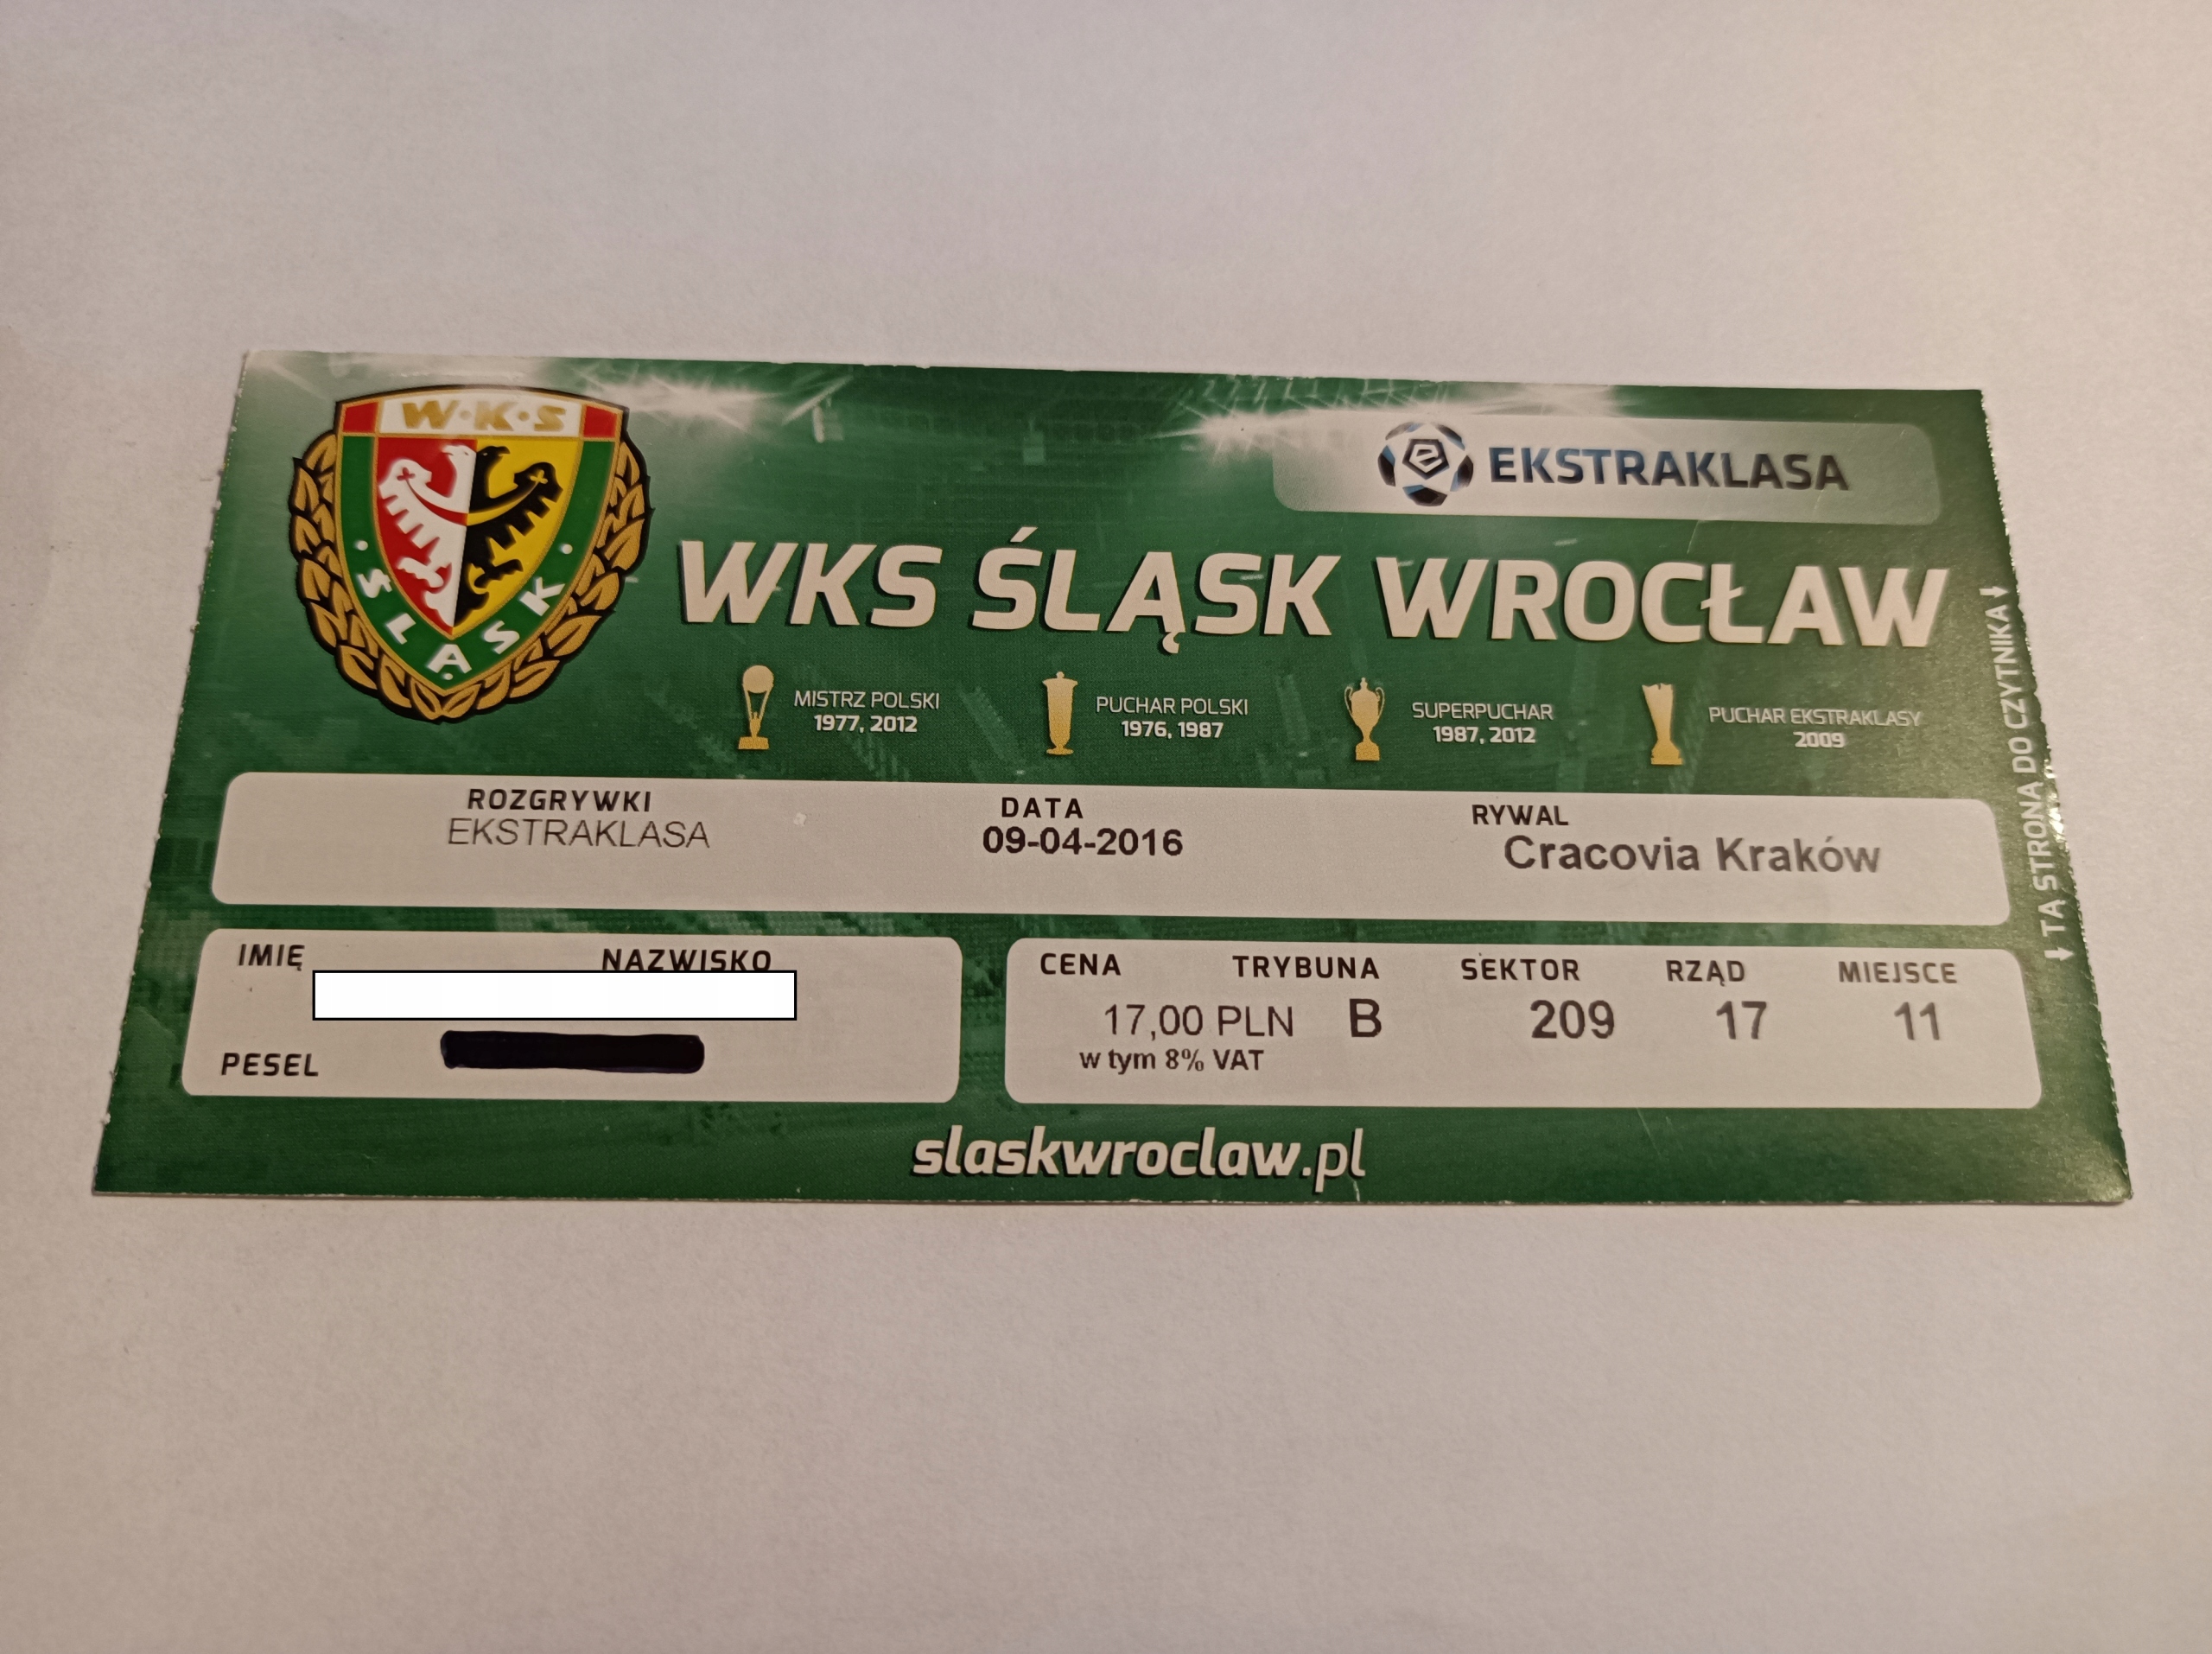 W·K·S
ŚLĄSK
EKSTRAKLASA
WKS ŚLĄSK WROCŁAW
MISTRZ POLSKI
1977, 2012
PUCHAR POLSKI
1976, 1987
SUPERPUCHAR
1987, 2012
PUCHAR EKSTRAKLASY
2009
ROZGRYWKI
EKSTRAKLASA
DATA
09-04-2016
RYWAL
Cracovia Kraków
IMIĘ NAZWISKO
PESEL
CENA TRYBUNA SEKTOR RZĄD MIEJSCE
17,00 PLN B 209 17 11
w tym 8% VAT
slaskwroclaw.pl
TA STRONĄ DO CZYTNIKA